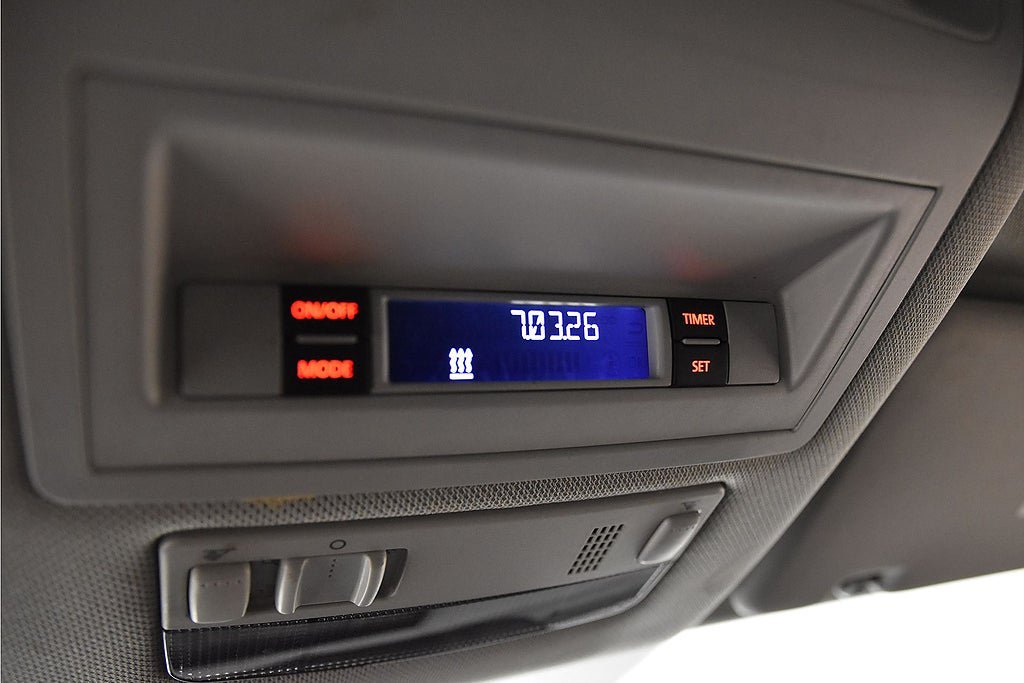 ON/OFF
7.03.26
TIMER
MODE
SET